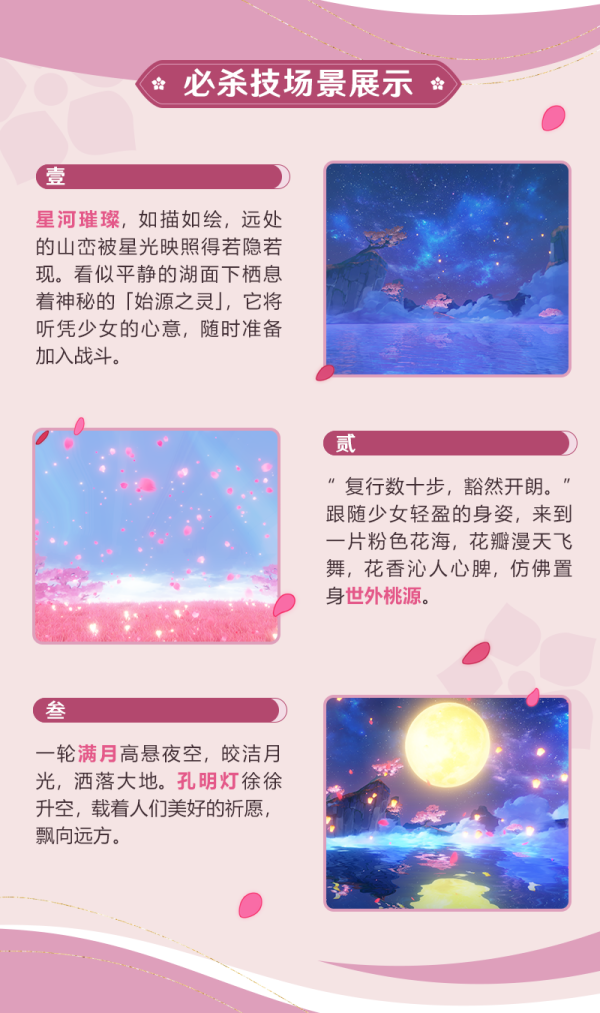 必杀技场景展示
壹
星河璀璨，如描如绘，远处
的山峦被星光映照得若隐若
现。看似平静的湖面下栖息
着神秘的「始源之灵」，它将
听凭少女的心意，随时准备
加入战斗。
贰
“复行数十步，豁然开朗。”
跟随少女轻盈的身姿，来到
一片粉色花海，花瓣漫天飞
舞，花香沁人心脾，仿佛置
身世外桃源。
叁
一轮满月高悬夜空，皎洁月
光，洒落大地。孔明灯徐徐
升空，载着人们美好的祈愿，
飘向远方。